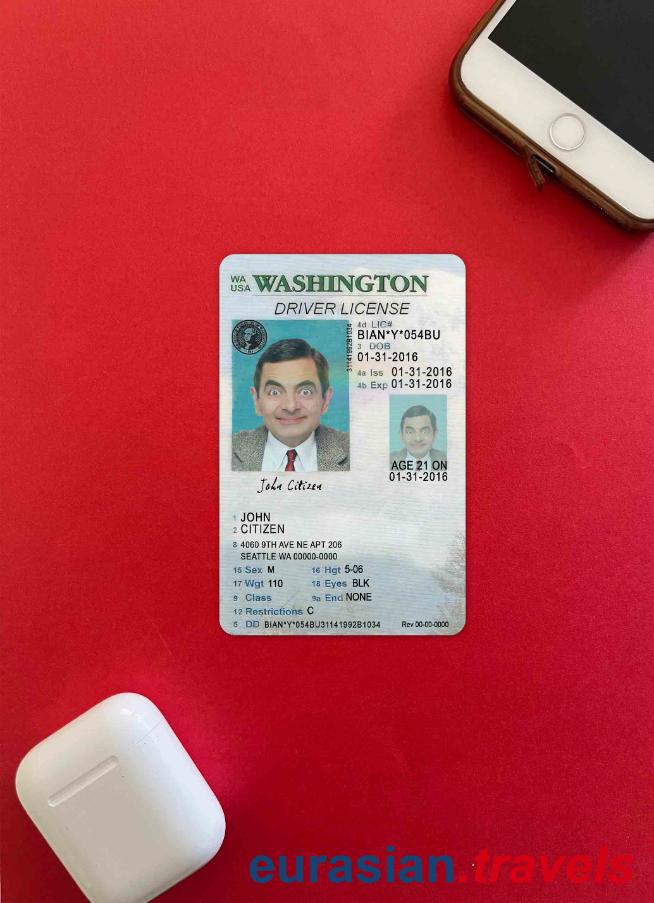 WA
USA
WASHINGTON
DRIVER LICENSE
4d LIC#
BIAN*Y*054BU
3 DOB
01-31-2016
4a Iss 01-31-2016
4b Exp 01-31-2016
31141992B1034
AGE 21 ON
01-31-2016
John Citizen
1 JOHN
2 CITIZEN
8 4060 9TH AVE NE APT 206
SEATTLE WA 00000-0000
15 Sex M 16 Hgt 5-06
17 Wgt 110 18 Eyes BLK
9 Class 9a End NONE
12 Restrictions C
5 DD BIAN*Y*054BU31141992B1034 Rev 00-00-0000
eurasian.travels